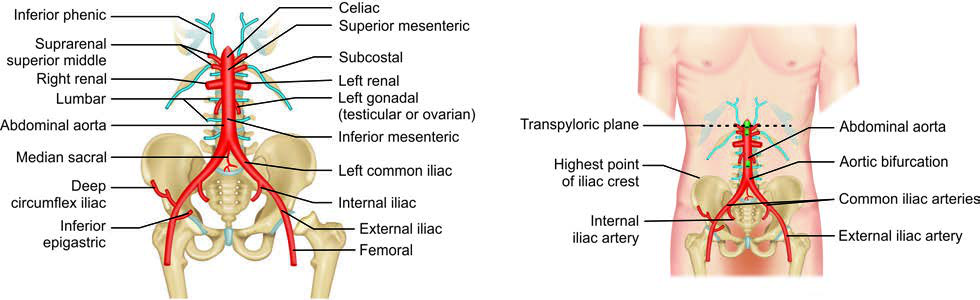 Inferior phenic
Suprarenal
superior middle
Right renal
Lumbar
Abdominal aorta
Median sacral
Deep
circumflex iliac
Inferior
epigastric
Celiac
Superior mesenteric
Subcostal
Left renal
Left gonadal
(testicular or ovarian)
Inferior mesenteric
Left common iliac
Internal iliac
External iliac
Femoral
Transpyloric plane
Highest point
of iliac crest
Internal
iliac artery
Abdominal aorta
Aortic bifurcation
Common iliac arteries
External iliac artery